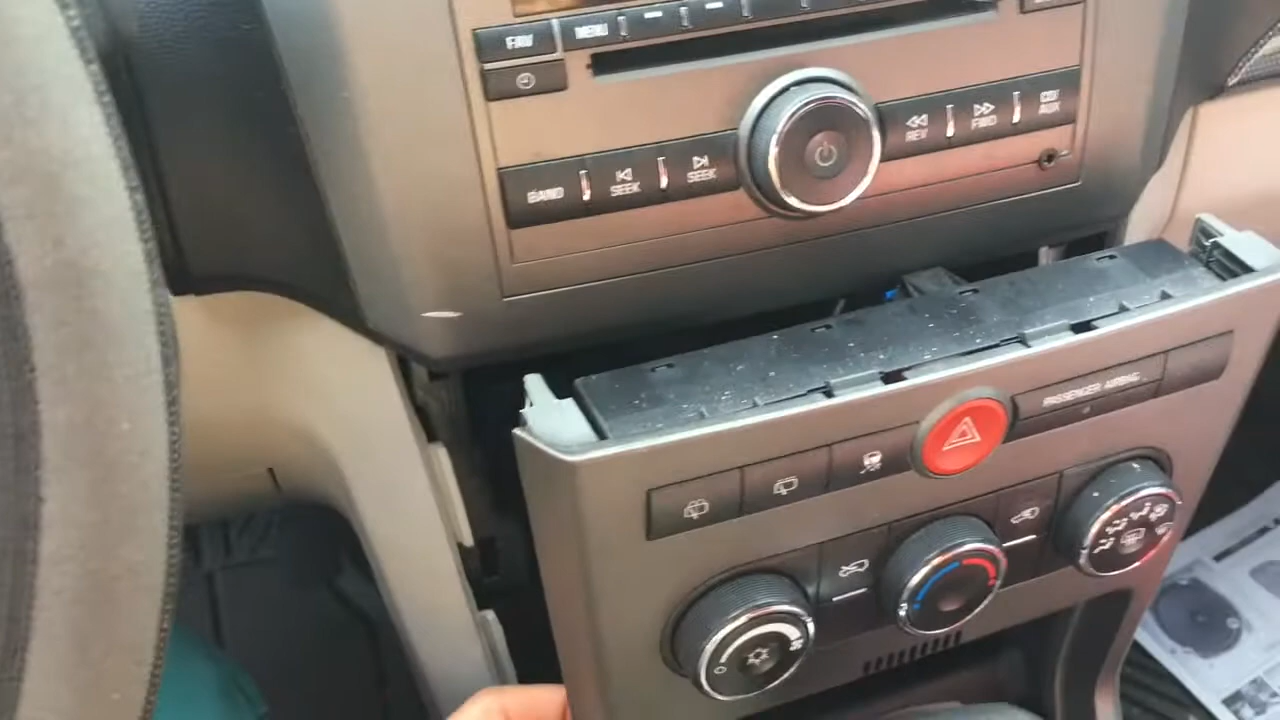 FAV MENU
REV FWD CD/AUX
BAND SEEK SEEK
PASSENGER AIRBAG